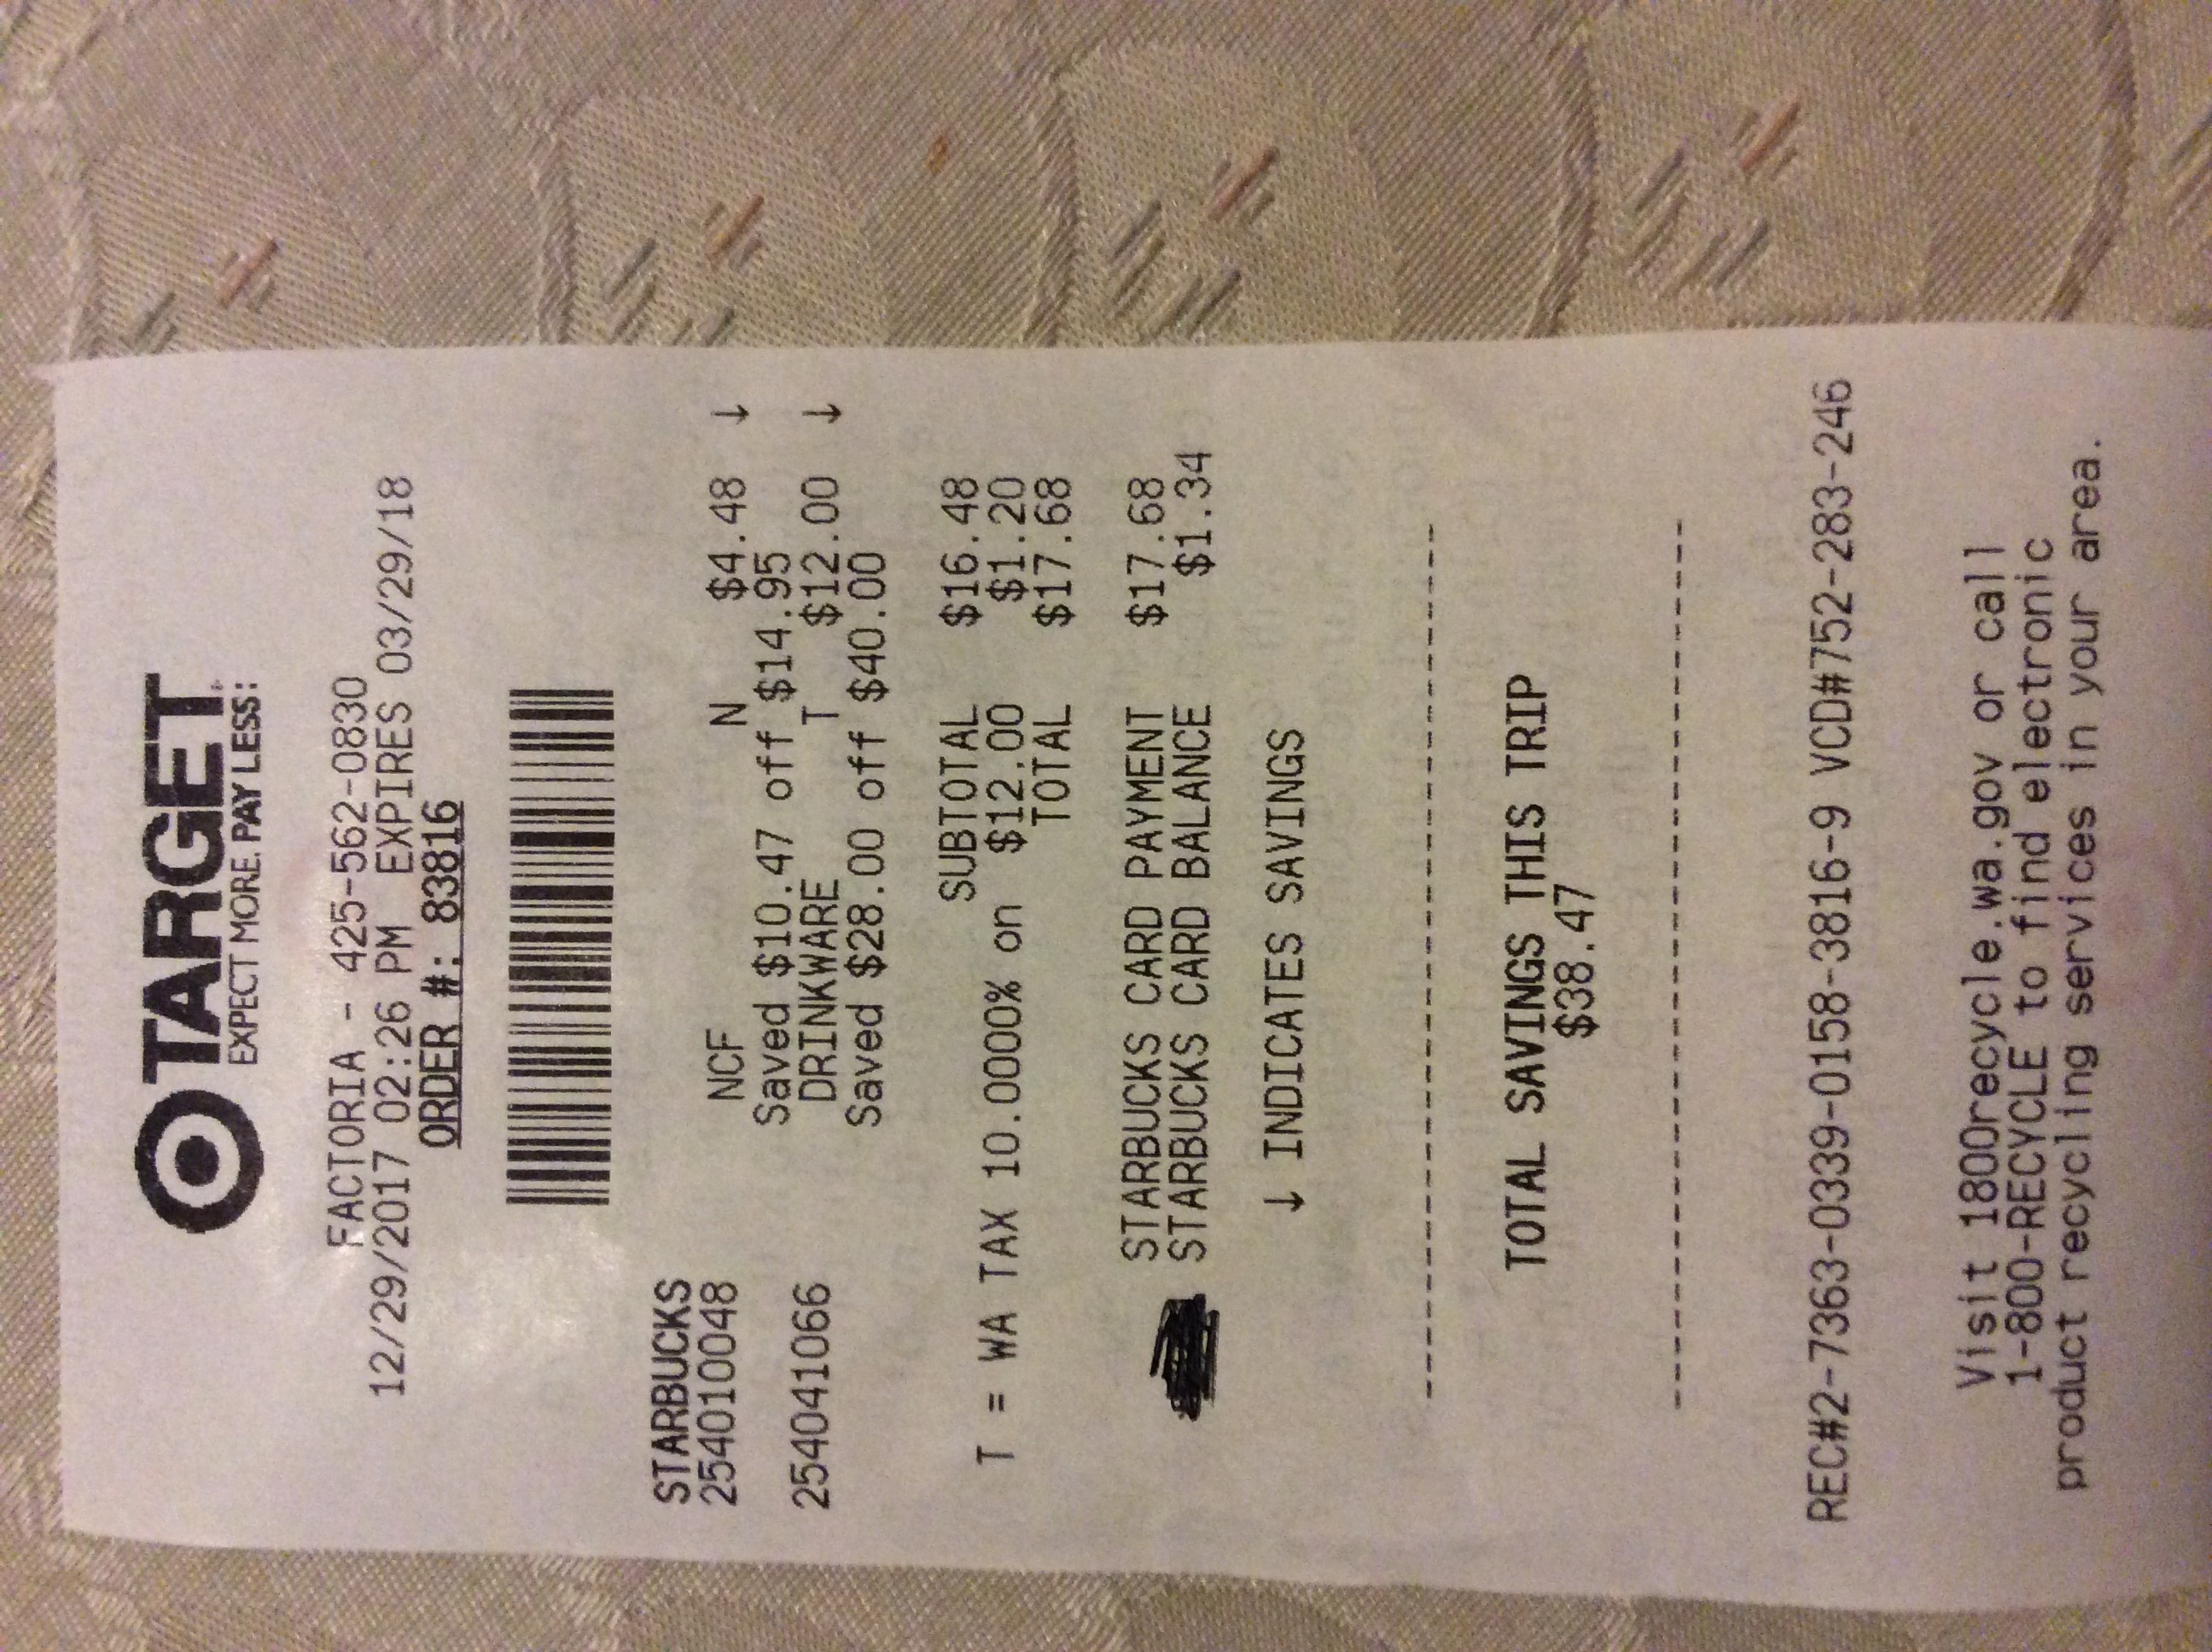 TARGET
EXPECT MORE. PAY LESS.
FACTORIA - 425-562-0830
12/29/2017 02:26 PM EXPIRES 03/29/18
ORDER #: 83816
STARBUCKS
254010048 NCF N $4.48 ↓
Saved $10.47 off $14.95
254041066 DRINKWARE T $12.00 ↓
Saved $28.00 off $40.00
SUBTOTAL $16.48
T = WA TAX 10.0000% on $12.00 $1.20
TOTAL $17.68
STARBUCKS CARD PAYMENT $17.68
STARBUCKS CARD BALANCE $1.34
↓ INDICATES SAVINGS
TOTAL SAVINGS THIS TRIP
$38.47
REC#2-7363-0339-0158-3816-9 VCD#752-283-246
Visit 1800recycle.wa.gov or call
1-800-RECYCLE to find electronic
product recycling services in your area.